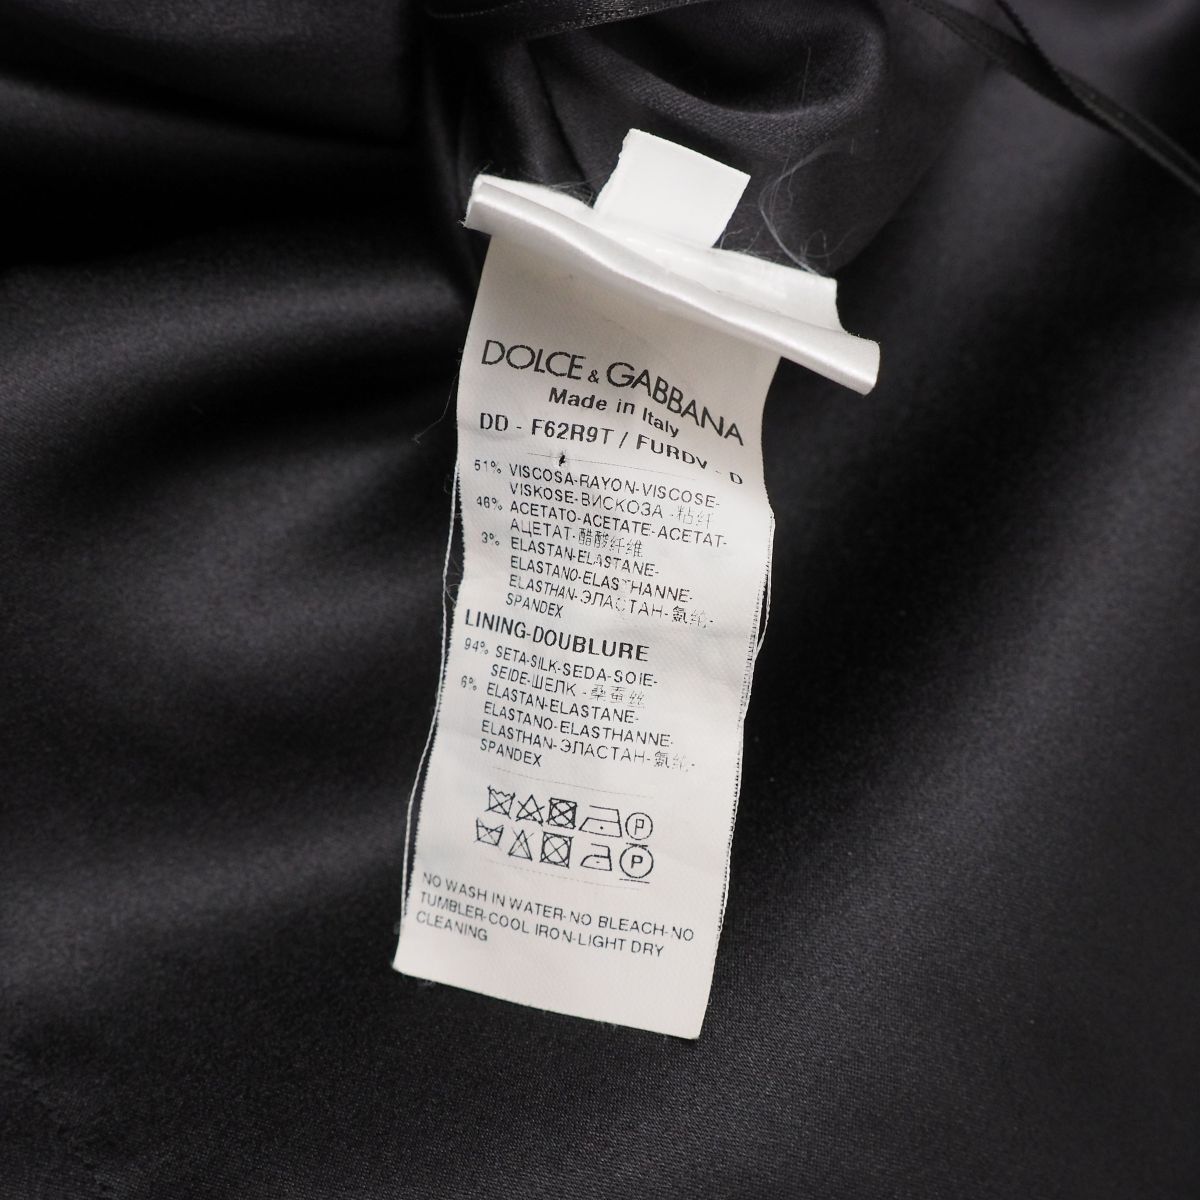 DOLCE & GABBANA
Made in Italy
DD - F62R9T / FURDV - D
51% VISCOSA-RAYON-VISCOSE-
VISKOSE-ВИСКОЗА -粘纤
46% ACETATO-ACETATE-ACETAT-
АЦЕТАТ-醋酸纤维
3% ELASTAN-ELASTANE-
ELASTANO-ELASTHANNE-
ELASTHAN-ЭЛАСТАН-氨纶-
SPANDEX
LINING-DOUBLURE
94% SETA-SILK-SEDA-SOIE-
SEIDE-ШЕЛК -桑蚕丝
6% ELASTAN-ELASTANE-
ELASTANO-ELASTHANNE-
ELASTHAN-ЭЛАСТАН-氨纶-
SPANDEX
P
P
NO WASH IN WATER-NO BLEACH-NO
TUMBLER-COOL IRON-LIGHT DRY
CLEANING